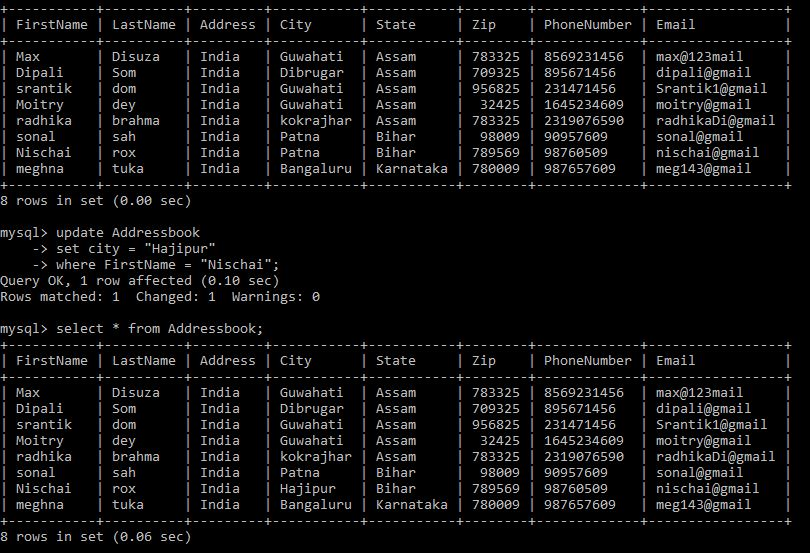 +-----------+----------+---------+-----------+-----------+--------+-------------+------------------+
| FirstName | LastName | Address | City      | State     | Zip    | PhoneNumber | Email            |
+-----------+----------+---------+-----------+-----------+--------+-------------+------------------+
| Max       | Disuza   | India   | Guwahati  | Assam     | 783325 | 8569231456  | max@123mail      |
| Dipali    | Som      | India   | Dibrugar  | Assam     | 709325 | 895671456   | dipali@gmail     |
| srantik   | dom      | India   | Guwahati  | Assam     | 956825 | 231471456   | Srantik1@gmail   |
| Moitry    | dey      | India   | Guwahati  | Assam     |  32425 | 1645234609  | moitry@gmail     |
| radhika   | brahma   | India   | kokrajhar | Assam     | 783325 | 2319076590  | radhikaDi@gmail  |
| sonal     | sah      | India   | Patna     | Bihar     |  98009 | 90957609    | sonal@gmail      |
| Nischai   | rox      | India   | Patna     | Bihar     | 789569 | 98760509    | nischai@gmail    |
| meghna    | tuka     | India   | Bangaluru | Karnataka | 780009 | 987657609   | meg143@gmail     |
+-----------+----------+---------+-----------+-----------+--------+-------------+------------------+
8 rows in set (0.00 sec)
mysql> update Addressbook
    -> set city = "Hajipur"
    -> where FirstName = "Nischai";
Query OK, 1 row affected (0.10 sec)
Rows matched: 1  Changed: 1  Warnings: 0
mysql> select * from Addressbook;
+-----------+----------+---------+-----------+-----------+--------+-------------+------------------+
| FirstName | LastName | Address | City      | State     | Zip    | PhoneNumber | Email            |
+-----------+----------+---------+-----------+-----------+--------+-------------+------------------+
| Max       | Disuza   | India   | Guwahati  | Assam     | 783325 | 8569231456  | max@123mail      |
| Dipali    | Som      | India   | Dibrugar  | Assam     | 709325 | 895671456   | dipali@gmail     |
| srantik   | dom      | India   | Guwahati  | Assam     | 956825 | 231471456   | Srantik1@gmail   |
| Moitry    | dey      | India   | Guwahati  | Assam     |  32425 | 1645234609  | moitry@gmail     |
| radhika   | brahma   | India   | kokrajhar | Assam     | 783325 | 2319076590  | radhikaDi@gmail  |
| sonal     | sah      | India   | Patna     | Bihar     |  98009 | 90957609    | sonal@gmail      |
| Nischai   | rox      | India   | Hajipur   | Bihar     | 789569 | 98760509    | nischai@gmail    |
| meghna    | tuka     | India   | Bangaluru | Karnataka | 780009 | 987657609   | meg143@gmail     |
+-----------+----------+---------+-----------+-----------+--------+-------------+------------------+
8 rows in set (0.06 sec)